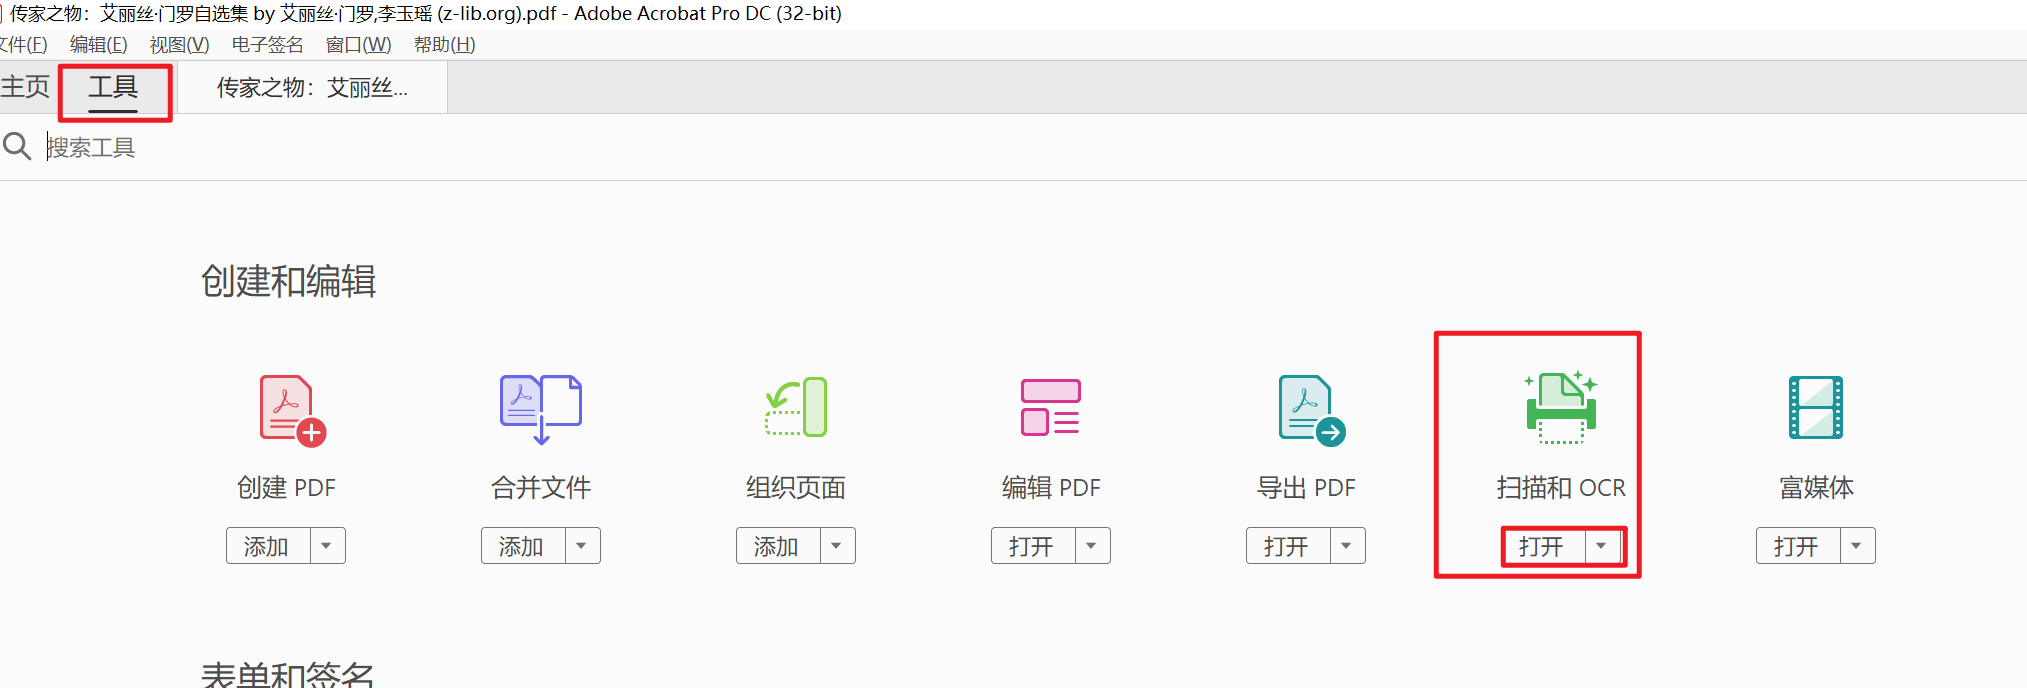 传家之物：艾丽丝·门罗自选集 by 艾丽丝·门罗,李玉瑶 (z-lib.org).pdf - Adobe Acrobat Pro DC (32-bit)
文件(F) 编辑(E) 视图(V) 电子签名 窗口(W) 帮助(H)
主页 工具 传家之物：艾丽丝...
搜索工具
创建和编辑
创建 PDF 合并文件 组织页面 编辑 PDF 导出 PDF 扫描和 OCR 富媒体
添加 添加 添加 打开 打开 打开 打开
表单和签名